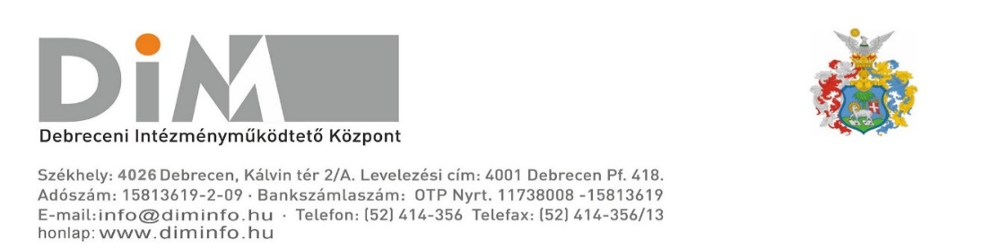 DiM
Debreceni Intézményműködtető Központ
Székhely: 4026 Debrecen, Kálvin tér 2/A. Levelezési cím: 4001 Debrecen Pf. 418.
Adószám: 15813619-2-09 · Bankszámlaszám: OTP Nyrt. 11738008 -15813619
E-mail:info@diminfo.hu · Telefon: (52) 414-356 Telefax: (52) 414-356/13
honlap: www.diminfo.hu